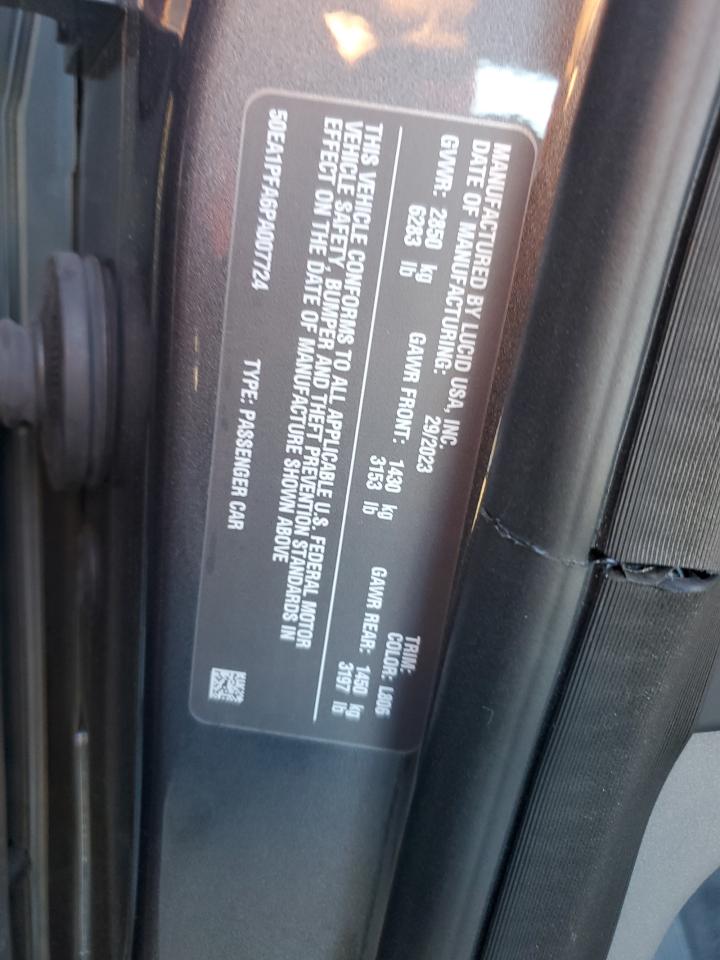 MANUFACTURED BY LUCID USA, INC.
DATE OF MANUFACTURING: 29/2023 TRIM:
COLOR: L806
GVWR: 2850 kg GAWR FRONT: 1430 kg GAWR REAR: 1450 kg
6283 lb 3153 lb 3197 lb
THIS VEHICLE CONFORMS TO ALL APPLICABLE U.S. FEDERAL MOTOR
VEHICLE SAFETY, BUMPER AND THEFT PREVENTION STANDARDS IN
EFFECT ON THE DATE OF MANUFACTURE SHOWN ABOVE
50EA1PFA6PA007724 TYPE: PASSENGER CAR